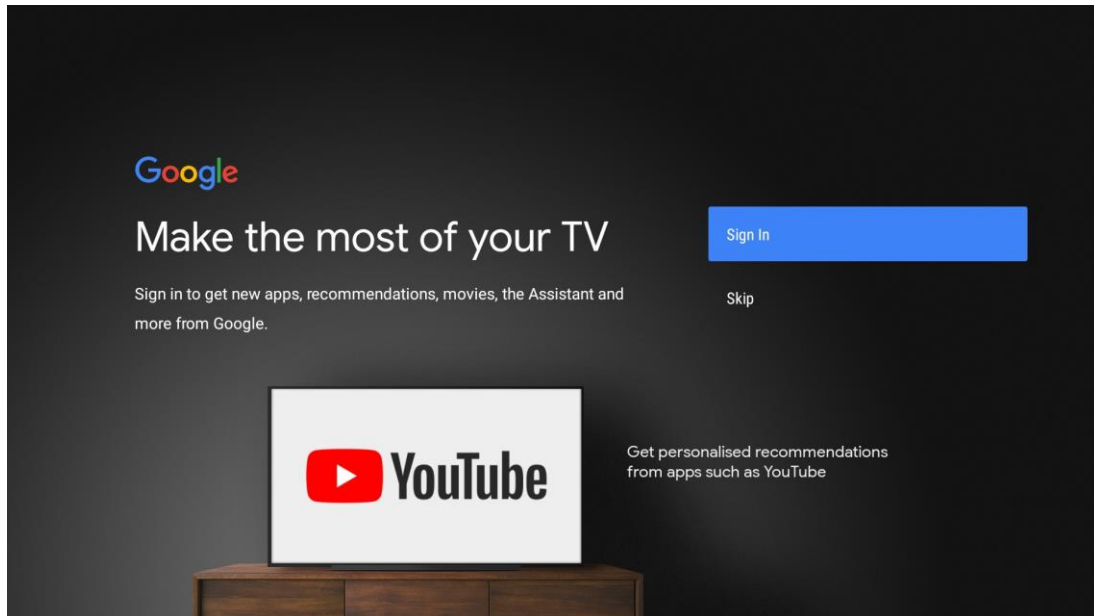 Google
Make the most of your TV
Sign in to get new apps, recommendations, movies, the Assistant and
more from Google.
Sign In
Skip
YouTube
Get personalised recommendations
from apps such as YouTube